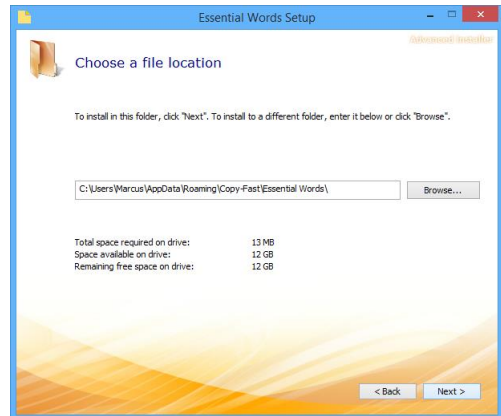 Essential Words Setup
Advanced Installer
Choose a file location
To install in this folder, click "Next". To install to a different folder, enter it below or click "Browse".
C:\Users\Marcus\AppData\Roaming\Copy-Fast\Essential Words\
Browse...
Total space required on drive: 13 MB
Space available on drive: 12 GB
Remaining free space on drive: 12 GB
< Back Next >